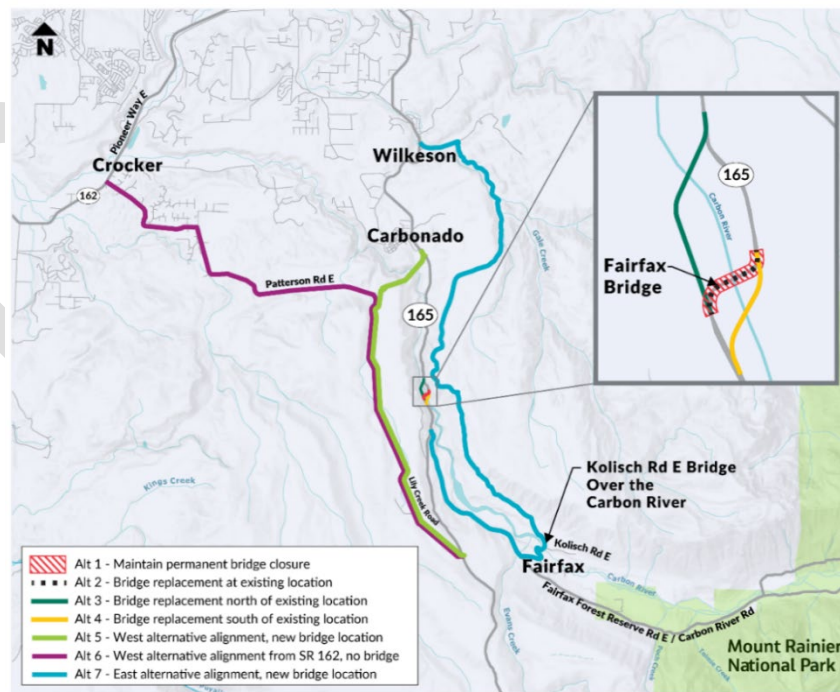 N
Pioneer Way E
Crocker
162
Wilkeson
Carbonado
Patterson Rd E
165
Gale Creek
165
Carbon River
Fairfax
Bridge
Kings Creek
Lily Creek Road
Kolisch Rd E Bridge
Over the
Carbon River
Kolisch Rd E
Fairfax
Carbon River
Fairfax Forest Reserve Rd E / Carbon River Rd
Evans Creek
Mount Rainier
National Park
Alt 1 - Maintain permanent bridge closure
Alt 2 - Bridge replacement at existing location
Alt 3 - Bridge replacement north of existing location
Alt 4 - Bridge replacement south of existing location
Alt 5 - West alternative alignment, new bridge location
Alt 6 - West alternative alignment from SR 162, no bridge
Alt 7 - East alternative alignment, new bridge location